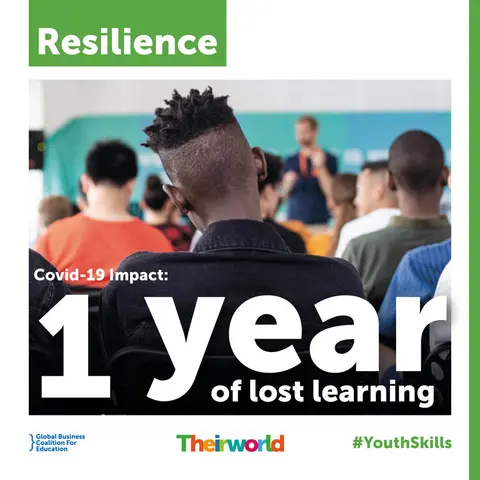 Resilience
Covid-19 Impact:
1 year
of lost learning
Global Business
Coalition For
Education
Theirworld
#YouthSkills